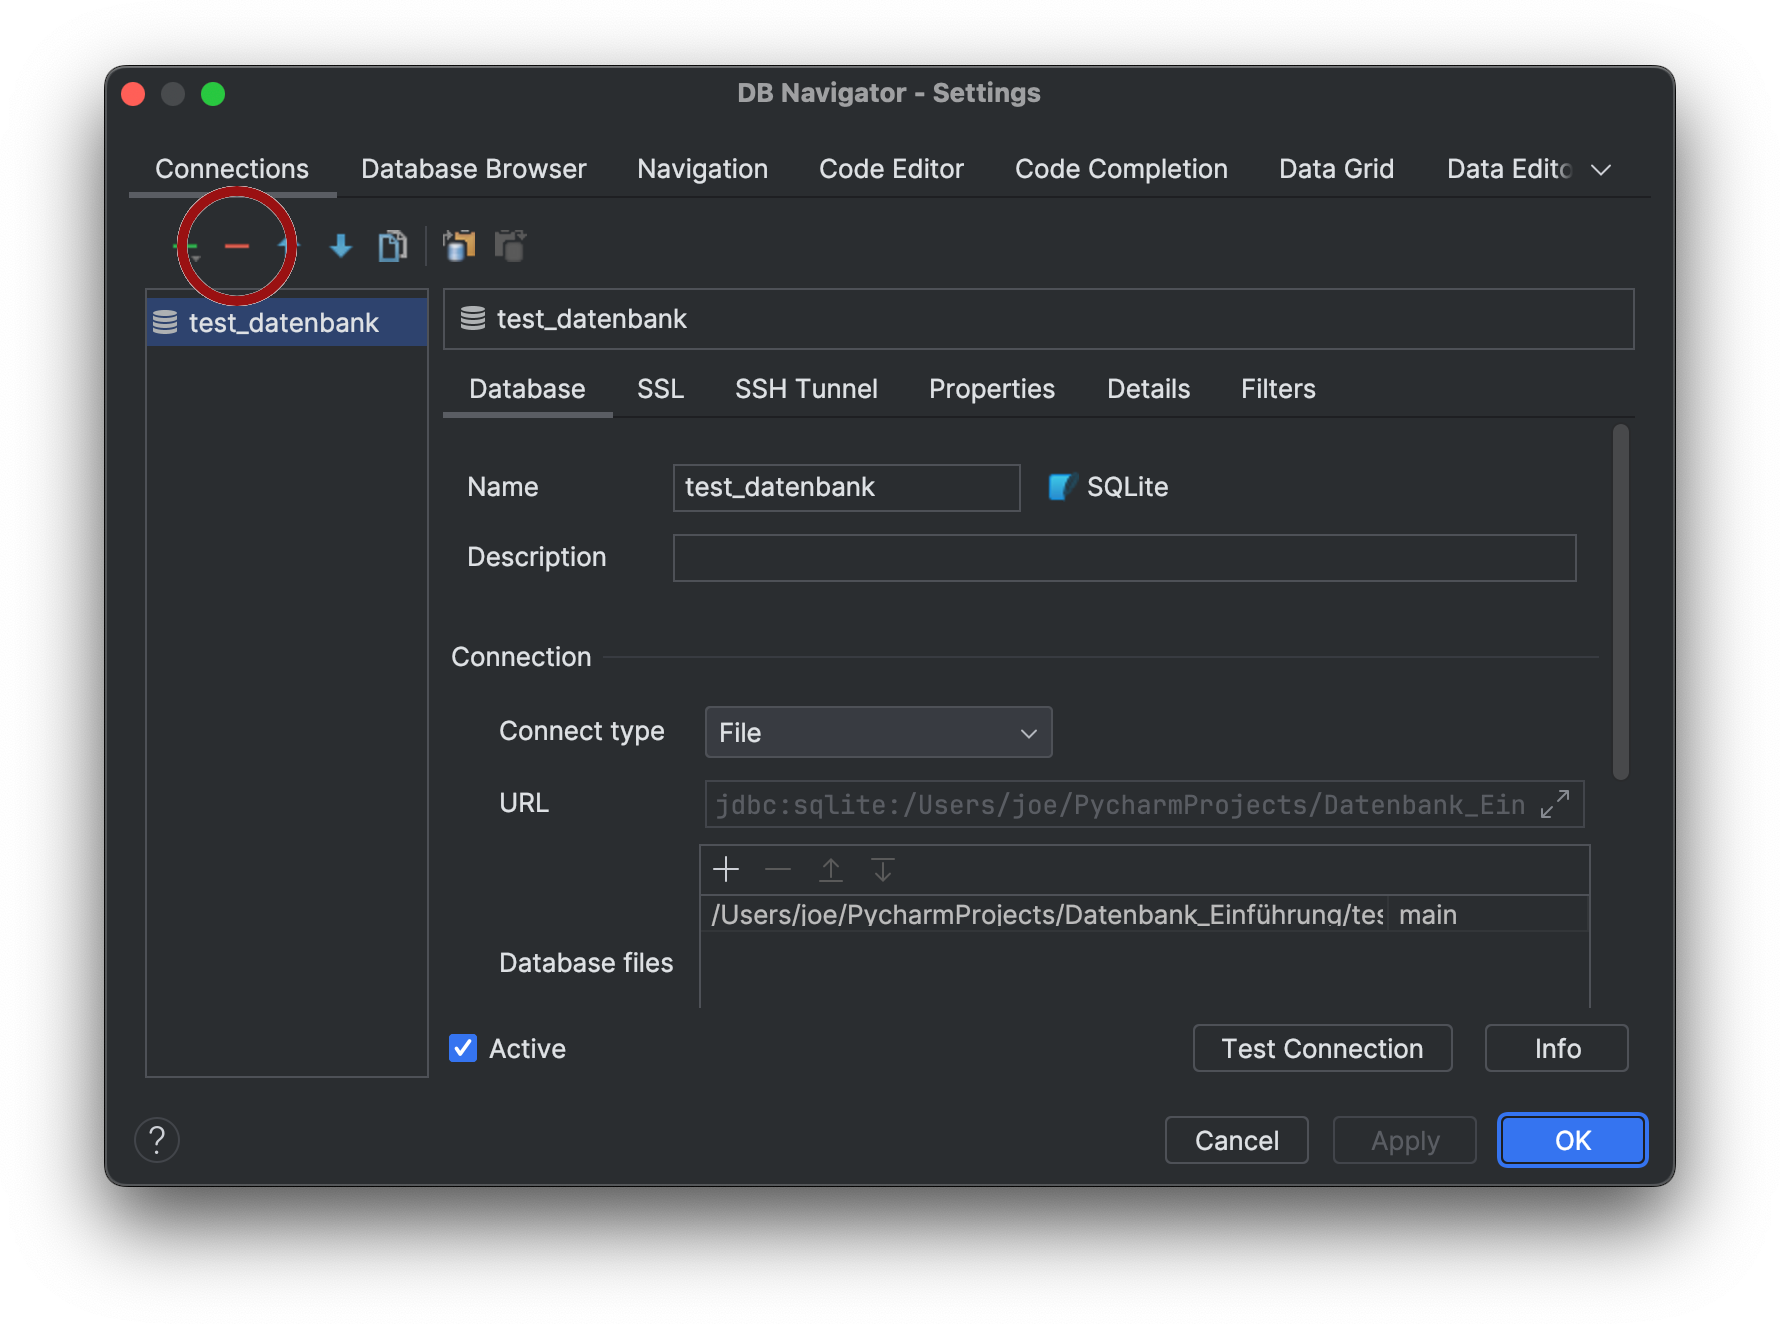 DB Navigator - Settings
Connections Database Browser Navigation Code Editor Code Completion Data Grid Data Edito
test_datenbank
test_datenbank
Database SSL SSH Tunnel Properties Details Filters
Name test_datenbank SQLite
Description
Connection
Connect type File
URL jdbc:sqlite:/Users/joe/PycharmProjects/Datenbank_Ein
/Users/joe/PycharmProjects/Datenbank_Einführung/tes main
Database files
Active Test Connection Info
? Cancel Apply OK